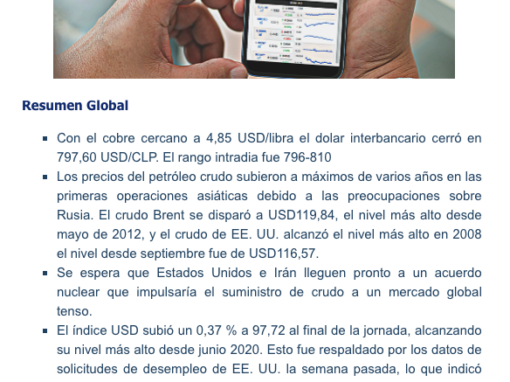 Resumen Global
Con el cobre cercano a 4,85 USD/libra el dolar interbancario cerró en
797,60 USD/CLP. El rango intradia fue 796-810
Los precios del petróleo crudo subieron a máximos de varios años en las
primeras operaciones asiáticas debido a las preocupaciones sobre
Rusia. El crudo Brent se disparó a USD119,84, el nivel más alto desde
mayo de 2012, y el crudo de EE. UU. alcanzó el nivel más alto en 2008
el nivel desde septiembre fue de USD116,57.
Se espera que Estados Unidos e Irán lleguen pronto a un acuerdo
nuclear que impulsaría el suministro de crudo a un mercado global
tenso.
El índice USD subió un 0,37 % a 97,72 al final de la jornada, alcanzando
su nivel más alto desde junio 2020. Esto fue respaldado por los datos de
solicitudes de desempleo de EE. UU. la semana pasada, lo que indicó